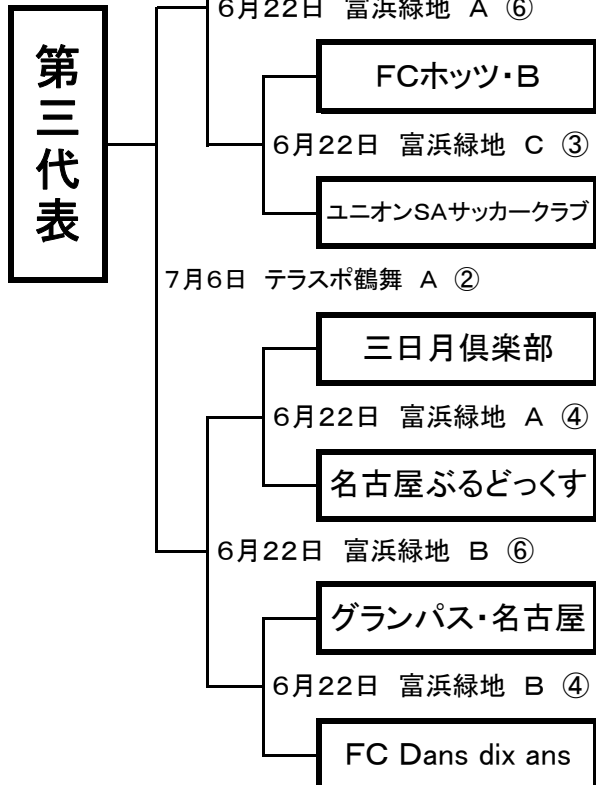 6月22日 富浜緑地 A ⑥
第三代表
FCホッツ・B
6月22日 富浜緑地 C ③
ユニオンSAサッカークラブ
7月6日 テラスポ鶴舞 A ②
三日月倶楽部
6月22日 富浜緑地 A ④
名古屋ぶるどっくす
6月22日 富浜緑地 B ⑥
グランパス・名古屋
6月22日 富浜緑地 B ④
FC Dans dix ans